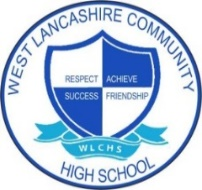 WEST LANCASHIRE COMMUNITY
RESPECT ACHIEVE
SUCCESS FRIENDSHIP
WLCHS
HIGH SCHOOL